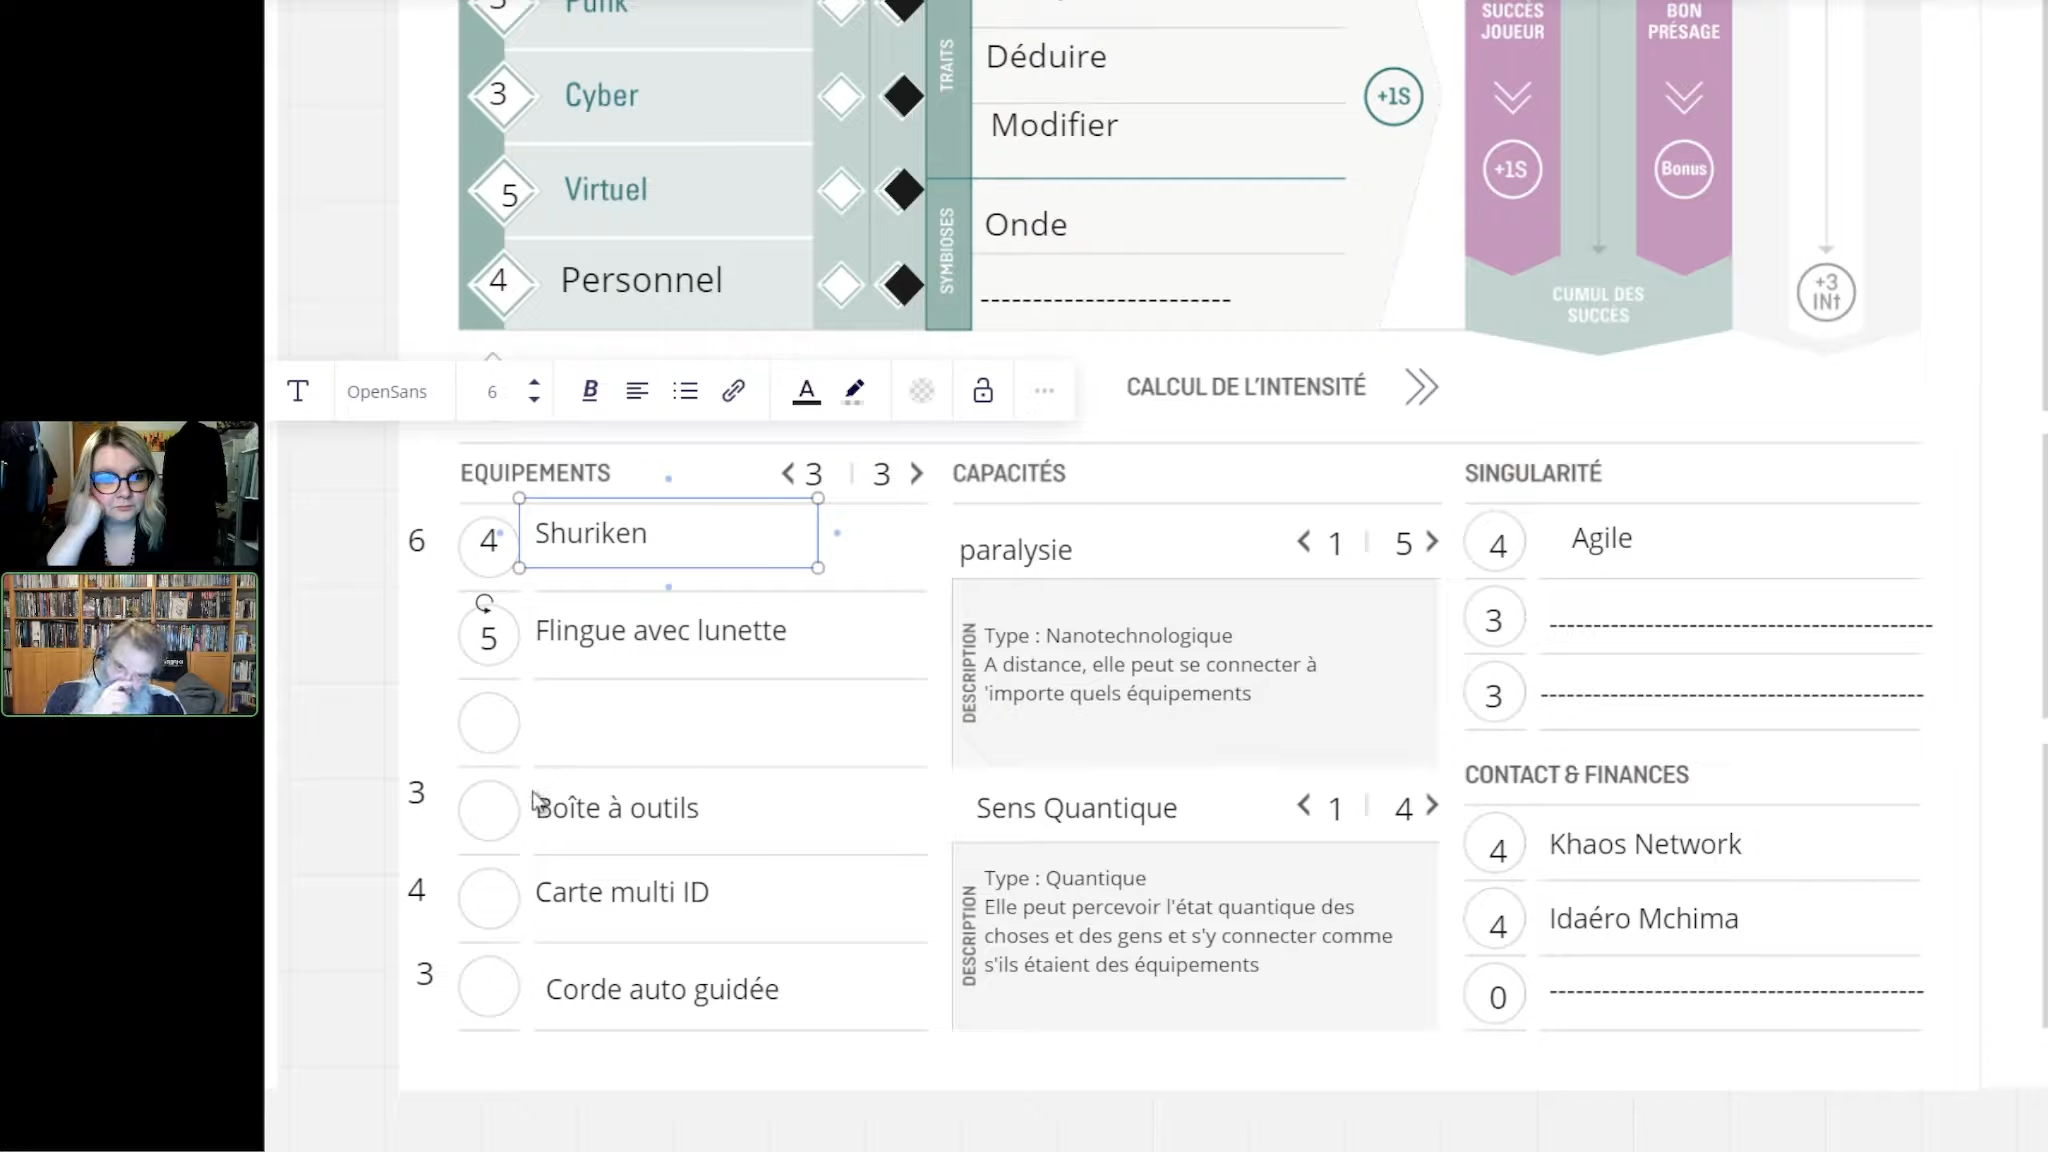 Punk
3
Cyber
5
Virtuel
4
Personnel
TRAITS
Déduire
Modifier
SYMBIOSES
Onde
-----------------------
+1S
SUCCÈS
JOUEUR
+1S
BON
PRÉSAGE
Bonus
CUMUL DES
SUCCÈS
+3
INt
T
OpenSans
6
B
A
CALCUL DE L'INTENSITÉ
EQUIPEMENTS
3
3
6
4
Shuriken
5
Flingue avec lunette
3
Boîte à outils
4
Carte multi ID
3
Corde auto guidée
CAPACITÉS
paralysie
1
5
DESCRIPTION
Type : Nanotechnologique
A distance, elle peut se connecter à
'importe quels équipements
Sens Quantique
1
4
DESCRIPTION
Type : Quantique
Elle peut percevoir l'état quantique des
choses et des gens et s'y connecter comme
s'ils étaient des équipements
SINGULARITÉ
4
Agile
3
-----------------------------------
3
-----------------------------------
CONTACT & FINANCES
4
Khaos Network
4
Idaéro Mchima
0
-----------------------------------